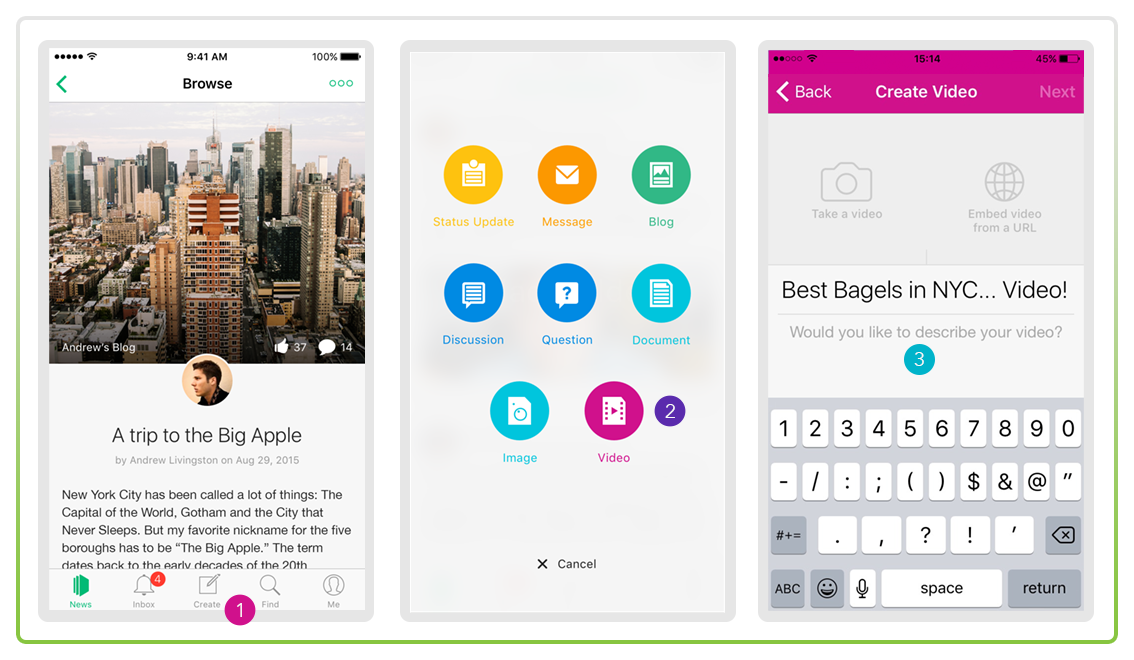 9:41 AM
100%
Browse
Andrew's Blog
37
14
A trip to the Big Apple
by Andrew Livingston on Aug 29, 2015
New York City has been called a lot of things: The
Capital of the World, Gotham and the City that
Never Sleeps. But my favorite nickname for the five
boroughs has to be “The Big Apple.” The term
dates back to the early decades of the 20th
4
News
Inbox
Create
Find
Me
1
Status Update
Message
Blog
Discussion
?
Question
Document
Image
Video
2
Cancel
15:14
45%
Back
Create Video
Next
Take a video
Embed video
from a URL
Best Bagels in NYC... Video!
Would you like to describe your video?
3
1 2 3 4 5 6 7 8 9 0
- / : ; ( ) $ & @ ”
#+= . , ? ! ’
ABC space return